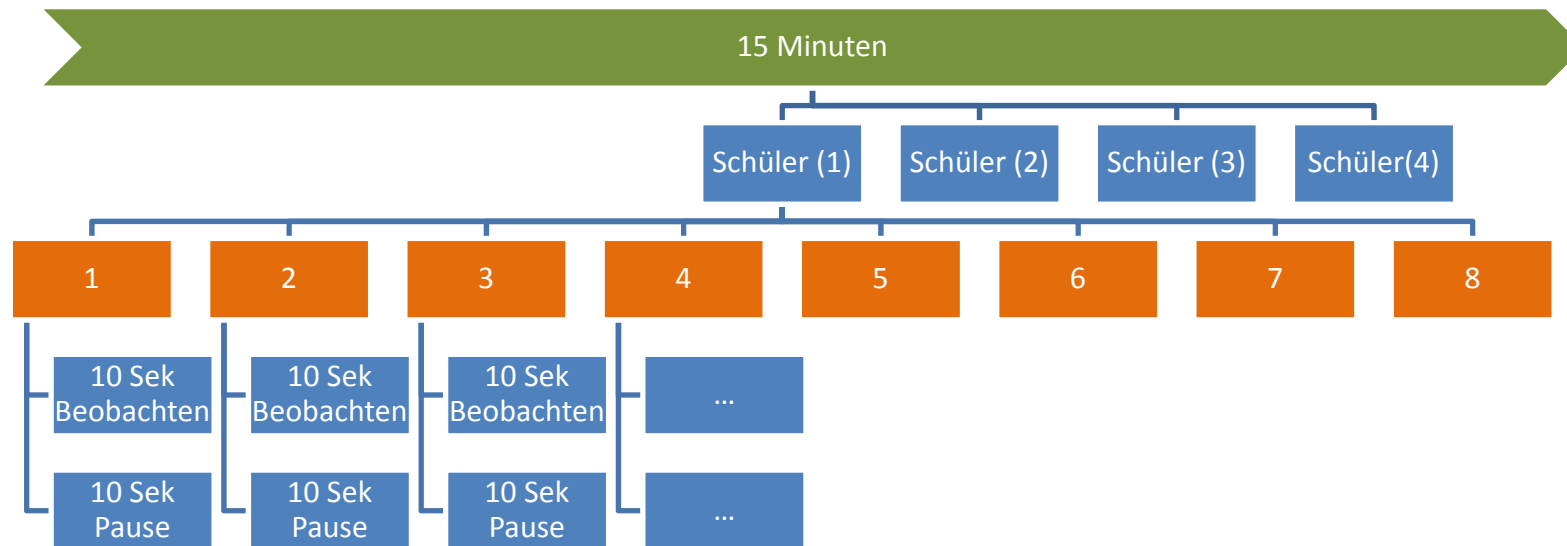 15 Minuten
Schüler (1)
Schüler (2)
Schüler (3)
Schüler(4)
1
2
3
4
5
6
7
8
10 Sek
Beobachten
10 Sek
Beobachten
10 Sek
Beobachten
...
10 Sek
Pause
10 Sek
Pause
10 Sek
Pause
...